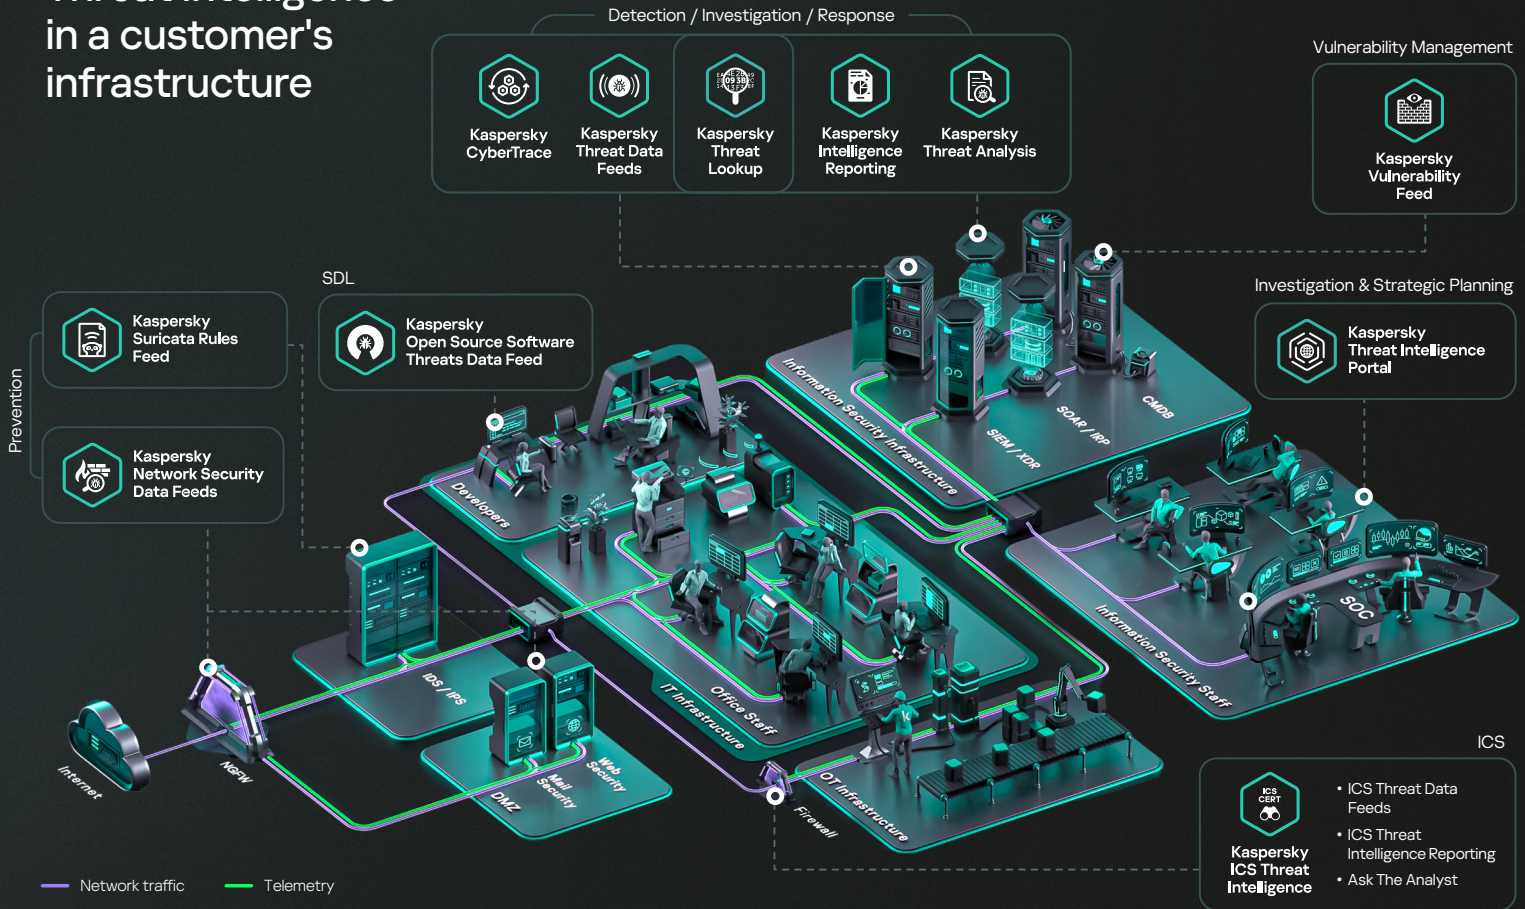 Threat Intelligence
in a customer's
infrastructure
Detection / Investigation / Response
Kaspersky
CyberTrace
Kaspersky
Threat Data
Feeds
Kaspersky
Threat
Lookup
Kaspersky
Intelligence
Reporting
Kaspersky
Threat Analysis
Vulnerability Management
Kaspersky
Vulnerability
Feed
SDL
Kaspersky
Open Source Software
Threats Data Feed
Prevention
Kaspersky
Suricata Rules
Feed
Kaspersky
Network Security
Data Feeds
Investigation & Strategic Planning
Kaspersky
Threat Intelligence
Portal
Information Security Infrastructure
SIEM / XDR
SOAR / IRP
CMDB
Developers
Office Staff
IT Infrastructure
Information Security Staff
SOC
IDS / IPS
Internet
NGFW
DMZ
Mail
Security
Web
Security
Firewall
OT Infrastructure
ICS
ICS
CERT
Kaspersky
ICS Threat
Intelligence
• ICS Threat Data
Feeds
• ICS Threat
Intelligence Reporting
• Ask The Analyst
Network traffic
Telemetry